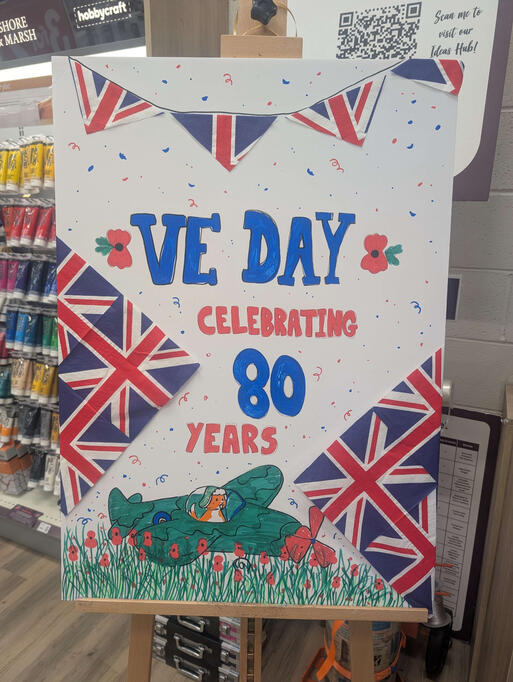 SHORE
& MARSH
hobbycraft
Scan me to
visit our
Ideas Hub!
VE DAY
CELEBRATING
80
YEARS